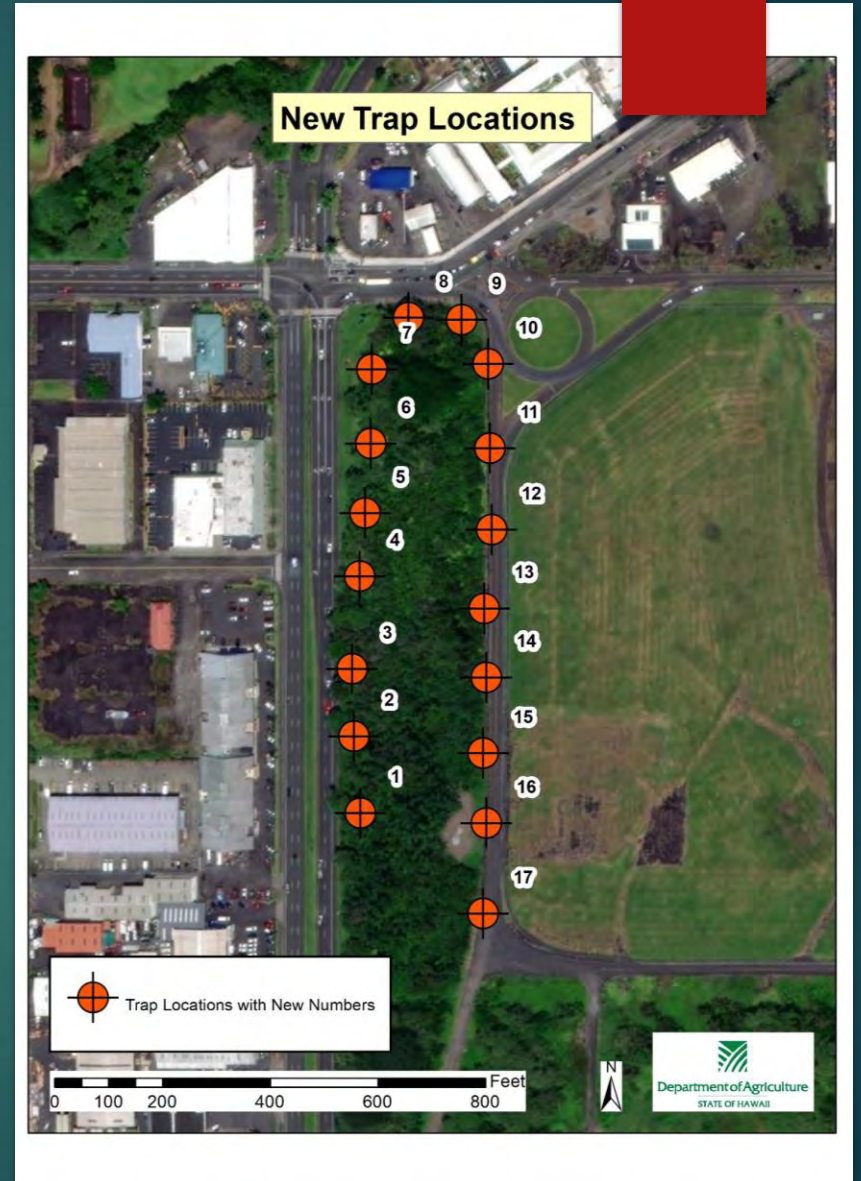 New Trap Locations
8
9
7
10
6
11
5
12
4
13
3
14
2
15
1
16
17
Trap Locations with New Numbers
Feet
0 100 200 400 600 800
N
Department of Agriculture
STATE OF HAWAII